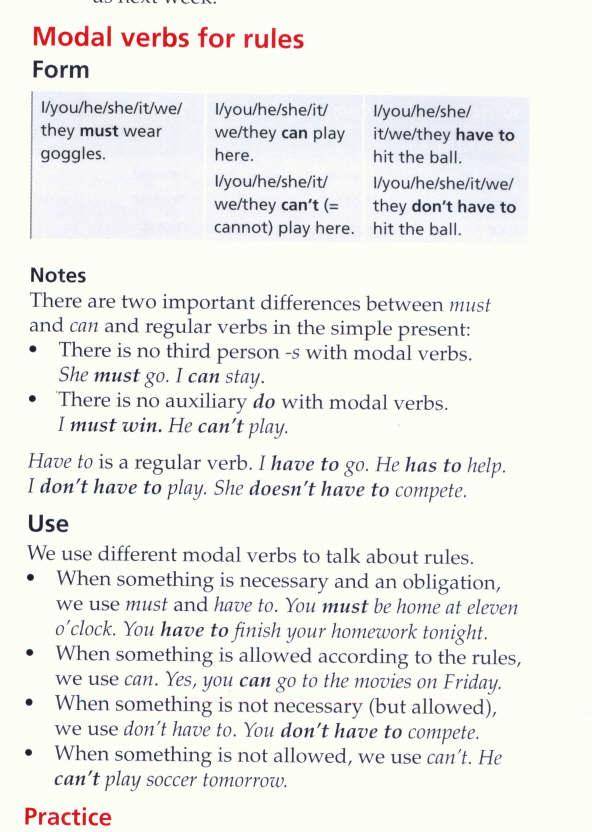 as next week.
Modal verbs for rules
Form
I/you/he/she/it/we/
they must wear
goggles.
I/you/he/she/it/
we/they can play
here.
I/you/he/she/it/
we/they can't (=
cannot) play here.
I/you/he/she/
it/we/they have to
hit the ball.
I/you/he/she/it/we/
they don't have to
hit the ball.
Notes
There are two important differences between must
and can and regular verbs in the simple present:
• There is no third person -s with modal verbs.
She must go. I can stay.
• There is no auxiliary do with modal verbs.
I must win. He can't play.
Have to is a regular verb. I have to go. He has to help.
I don't have to play. She doesn't have to compete.
Use
We use different modal verbs to talk about rules.
• When something is necessary and an obligation,
we use must and have to. You must be home at eleven
o'clock. You have to finish your homework tonight.
• When something is allowed according to the rules,
we use can. Yes, you can go to the movies on Friday.
• When something is not necessary (but allowed),
we use don't have to. You don't have to compete.
• When something is not allowed, we use can't. He
can't play soccer tomorrow.
Practice